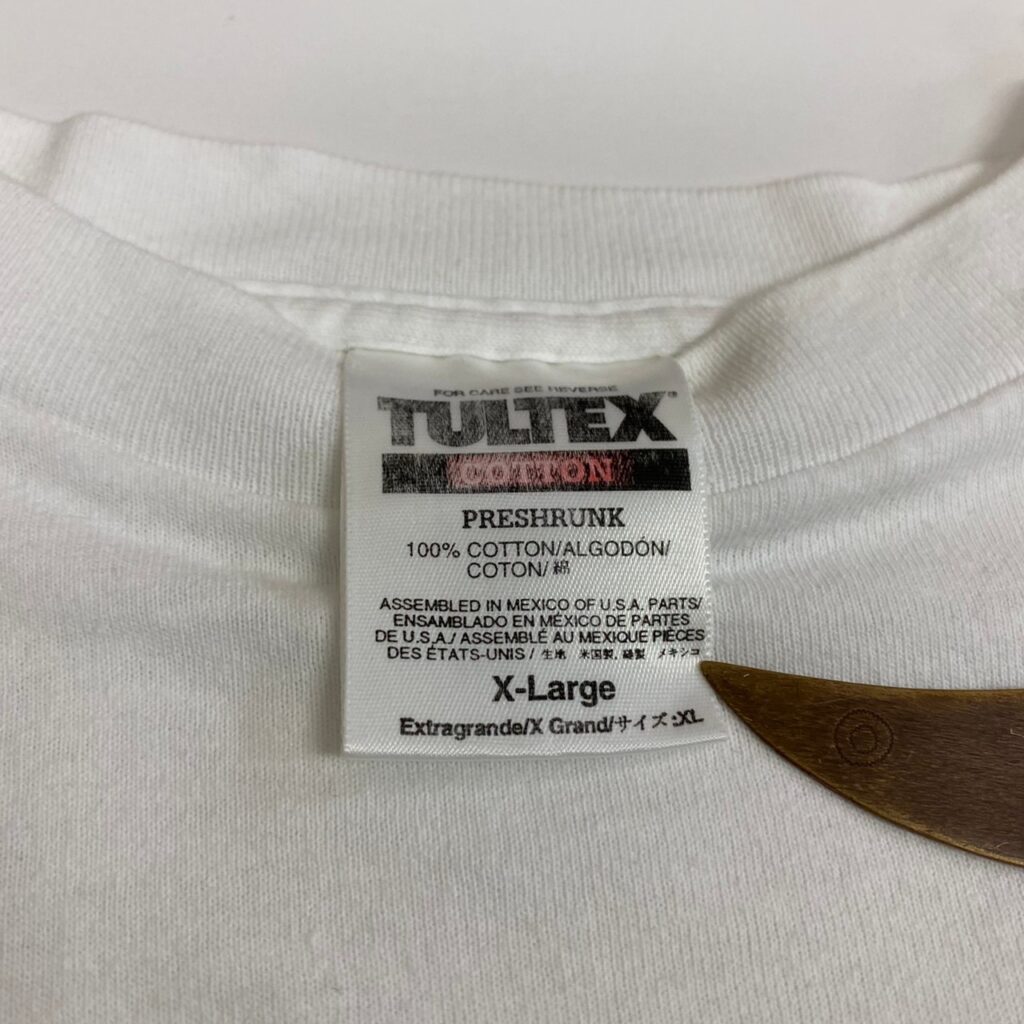 FOR CARE SEE REVERSE
TULTEX®
COTTON
PRESHRUNK
100% COTTON/ALGODÓN/
COTON/ 綿
ASSEMBLED IN MEXICO OF U.S.A. PARTS/
ENSAMBLADO EN MÉXICO DE PARTES
DE U.S.A./ ASSEMBLÉ AU MEXIQUE PIÈCES
DES ÉTATS-UNIS / 生地 米国製, 縫製 メキシコ
X-Large
Extragrande/X Grand/サイズ:XL